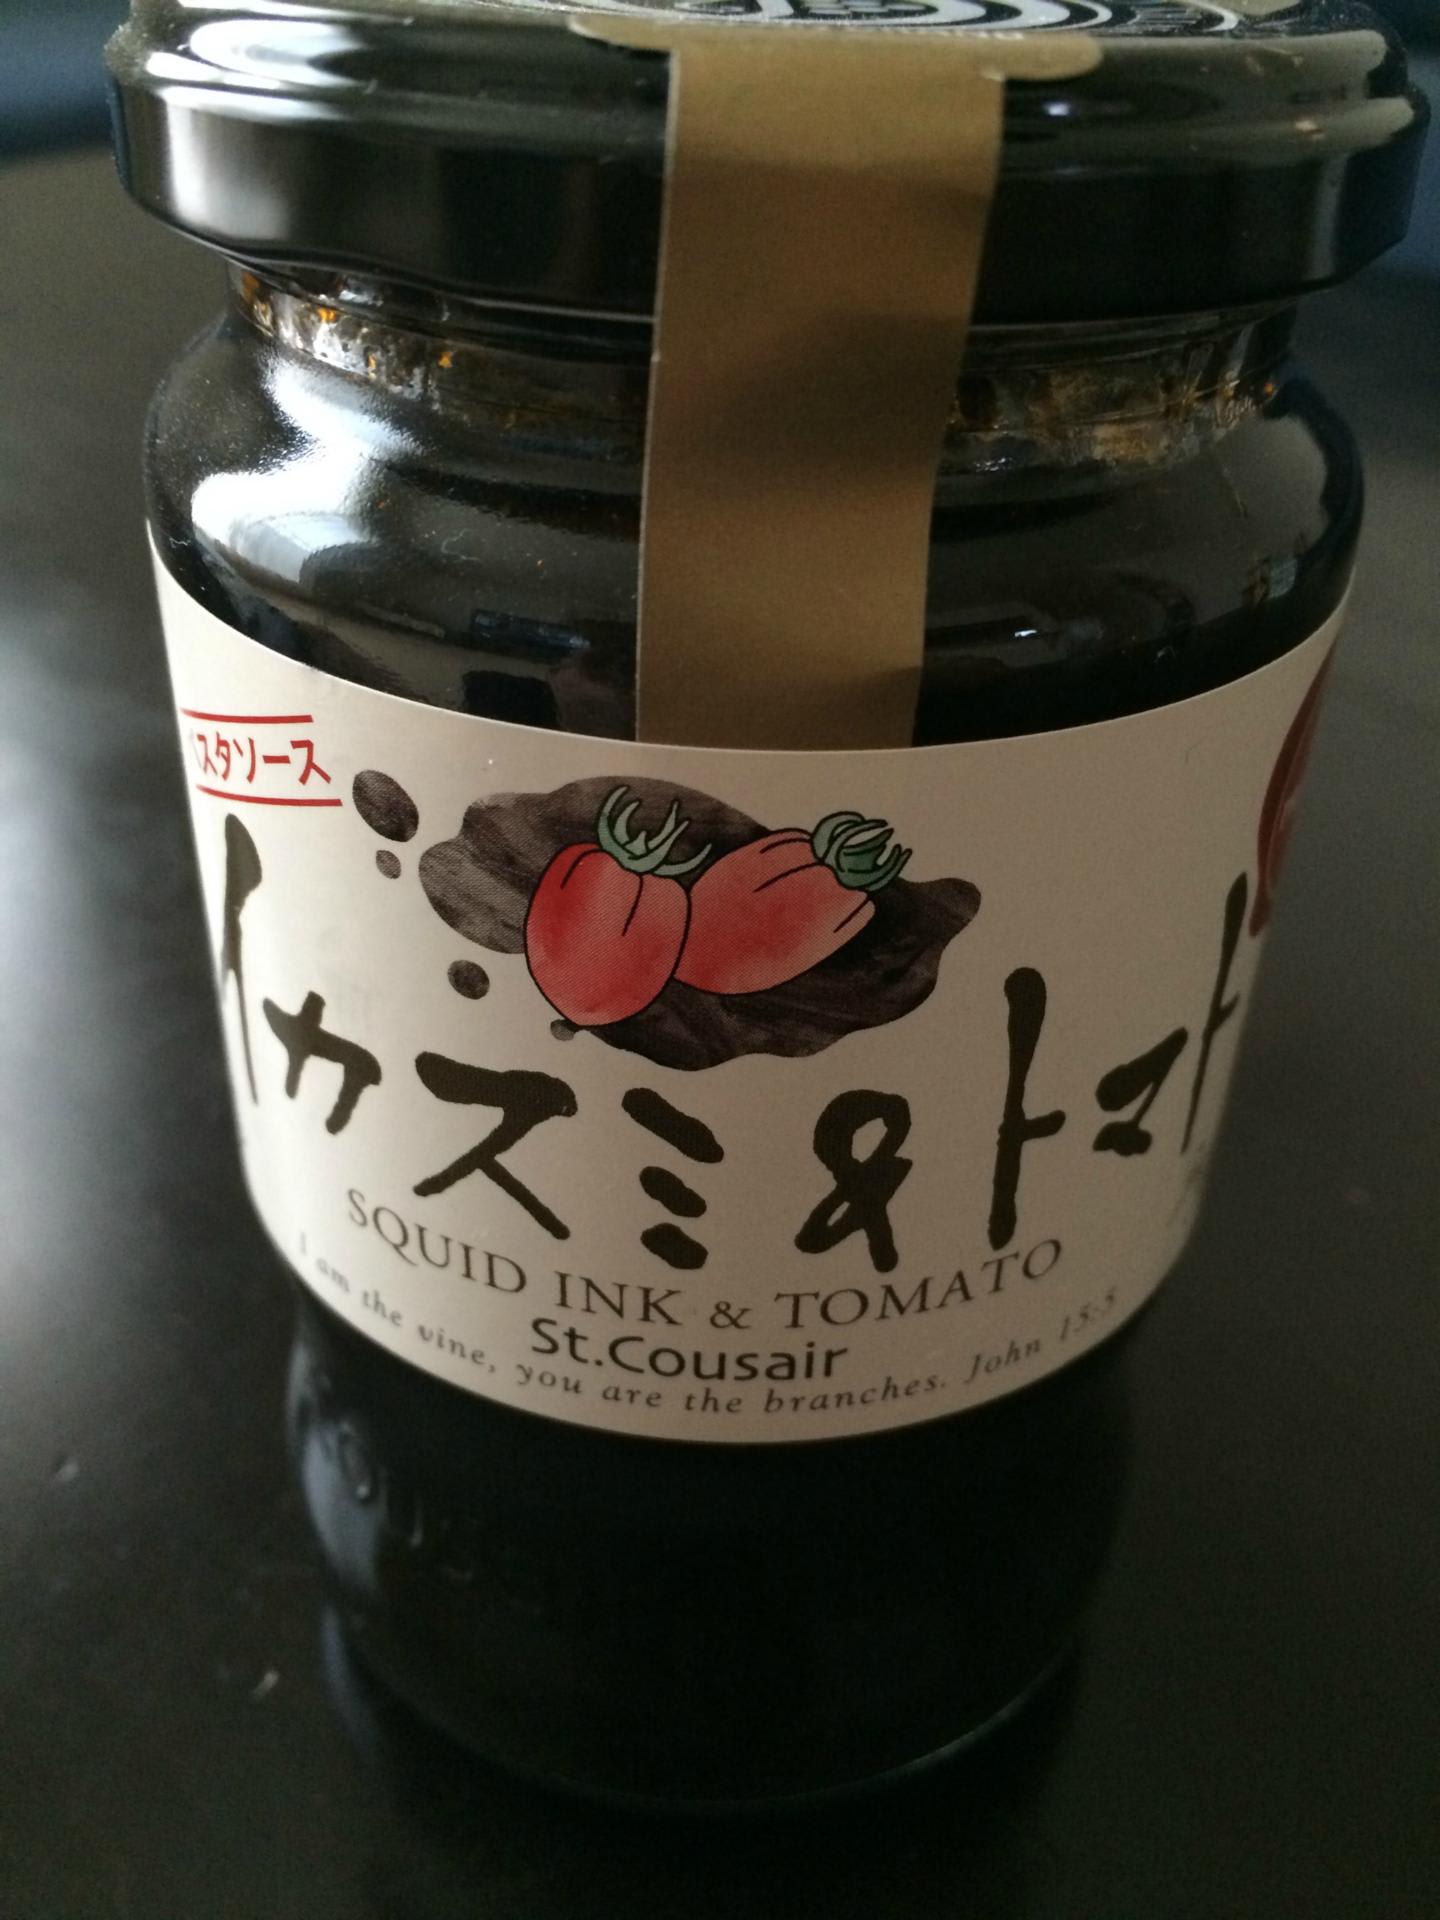 パスタソース
イカスミ&トマト
SQUID INK & TOMATO
St.Cousair
I am the vine, you are the branches. John 15:5